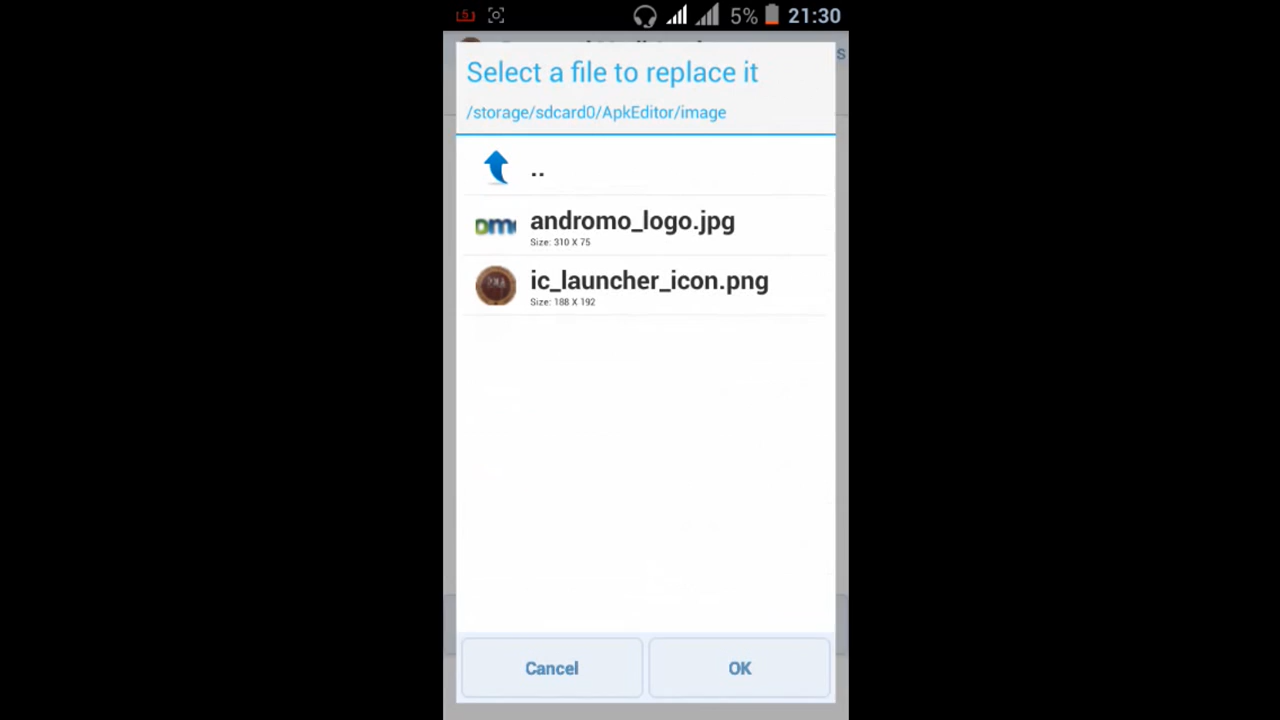 5% 21:30
Select a file to replace it
/storage/sdcard0/ApkEditor/image
..
andromo_logo.jpg
Size: 310 X 75
ic_launcher_icon.png
Size: 188 X 192
Cancel
OK